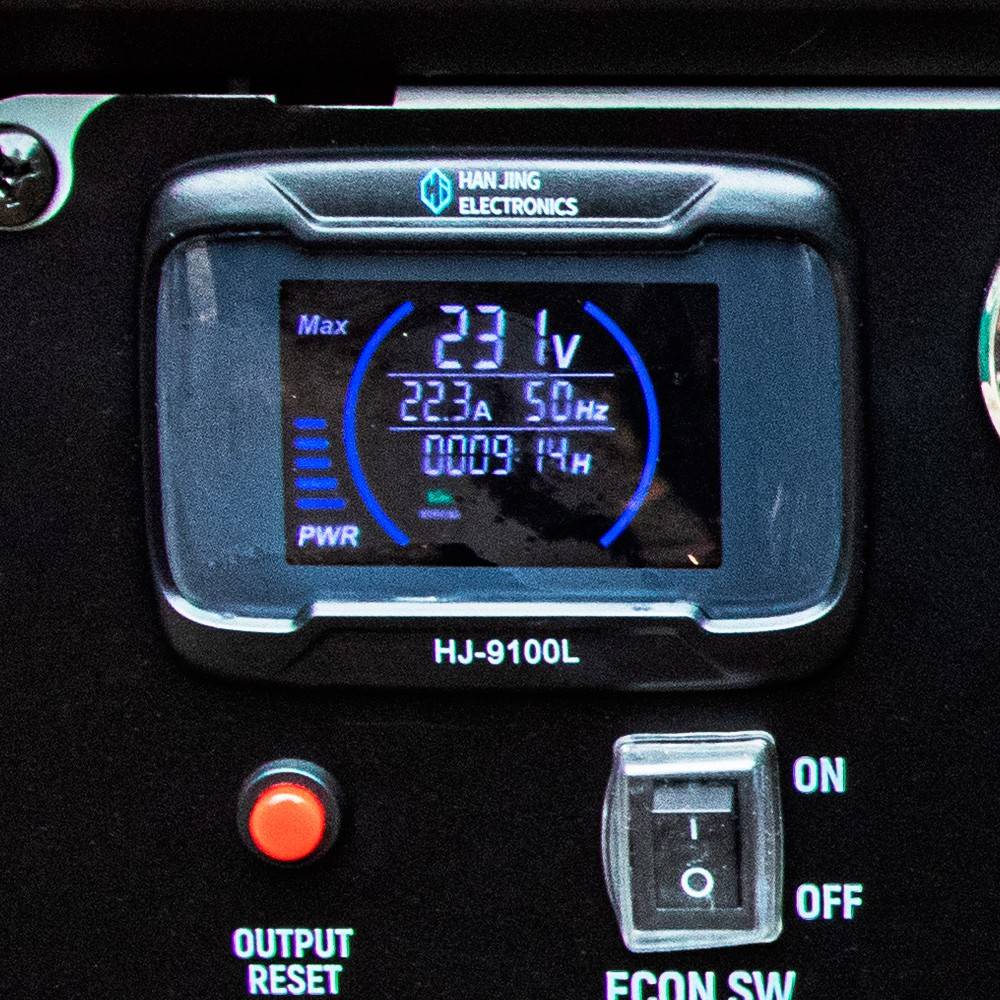 HAN JING
ELECTRONICS
Max
231V
22.3A 50Hz
0009 14H
PWR
HJ-9100L
ON
OFF
OUTPUT
RESET
ECON SW